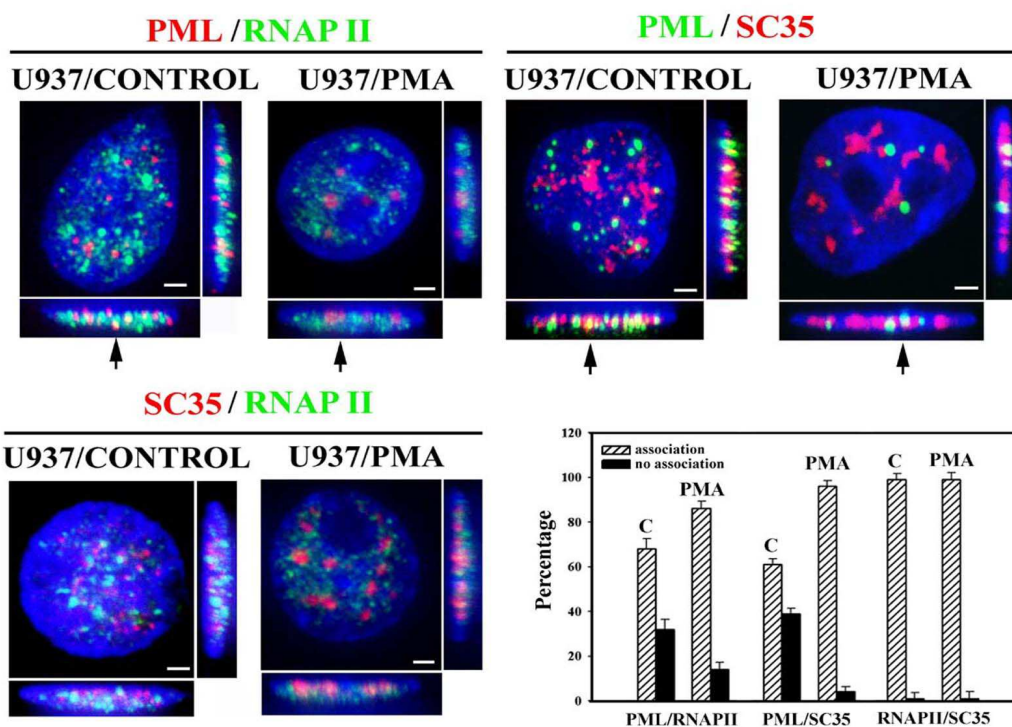 PML / RNAP II
PML / SC35
U937/CONTROL
U937/PMA
U937/CONTROL
U937/PMA
SC35 / RNAP II
U937/CONTROL
U937/PMA
120
100
80
60
40
20
0
Percentage
association
no association
C
PMA
C
PMA
C
PMA
PML/RNAPII
PML/SC35
RNAPII/SC35